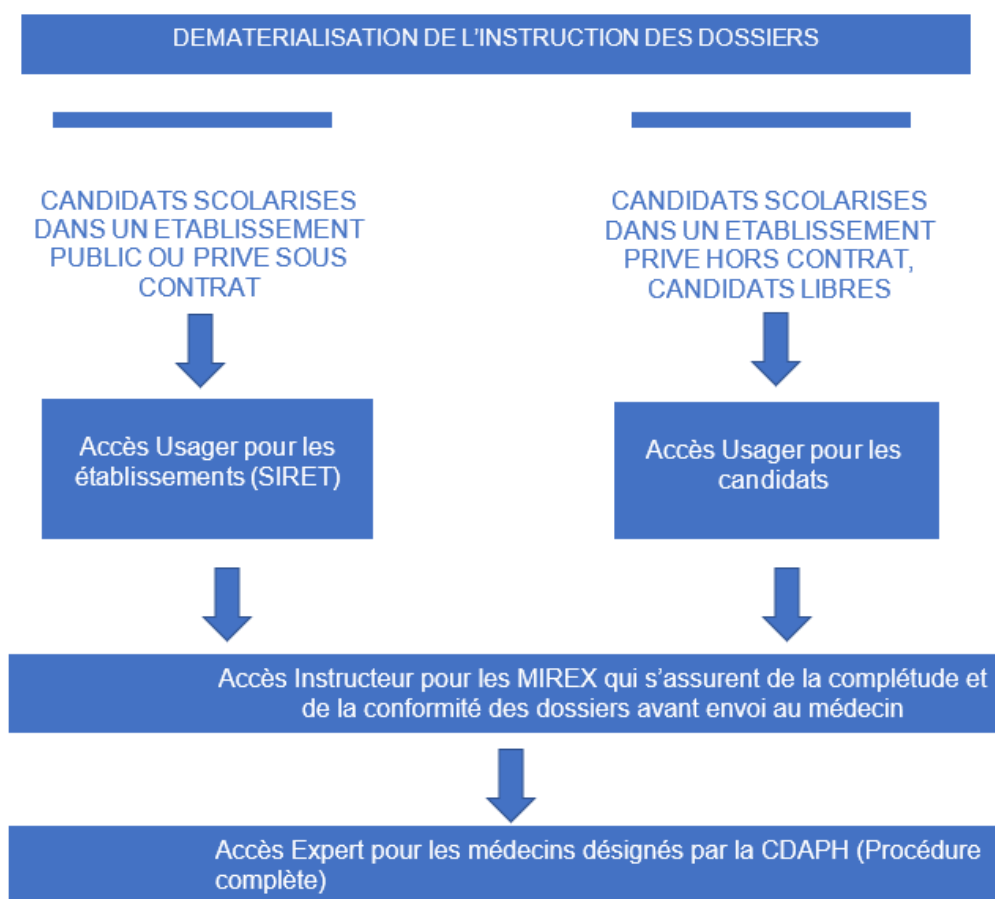 DEMATERIALISATION DE L'INSTRUCTION DES DOSSIERS
CANDIDATS SCOLARISES
DANS UN ETABLISSEMENT
PUBLIC OU PRIVE SOUS
CONTRAT
CANDIDATS SCOLARISES
DANS UN ETABLISSEMENT
PRIVE HORS CONTRAT,
CANDIDATS LIBRES
Accès Usager pour les
établissements (SIRET)
Accès Usager pour les
candidats
Accès Instructeur pour les MIREX qui s'assurent de la complétude et
de la conformité des dossiers avant envoi au médecin
Accès Expert pour les médecins désignés par la CDAPH (Procédure
complète)